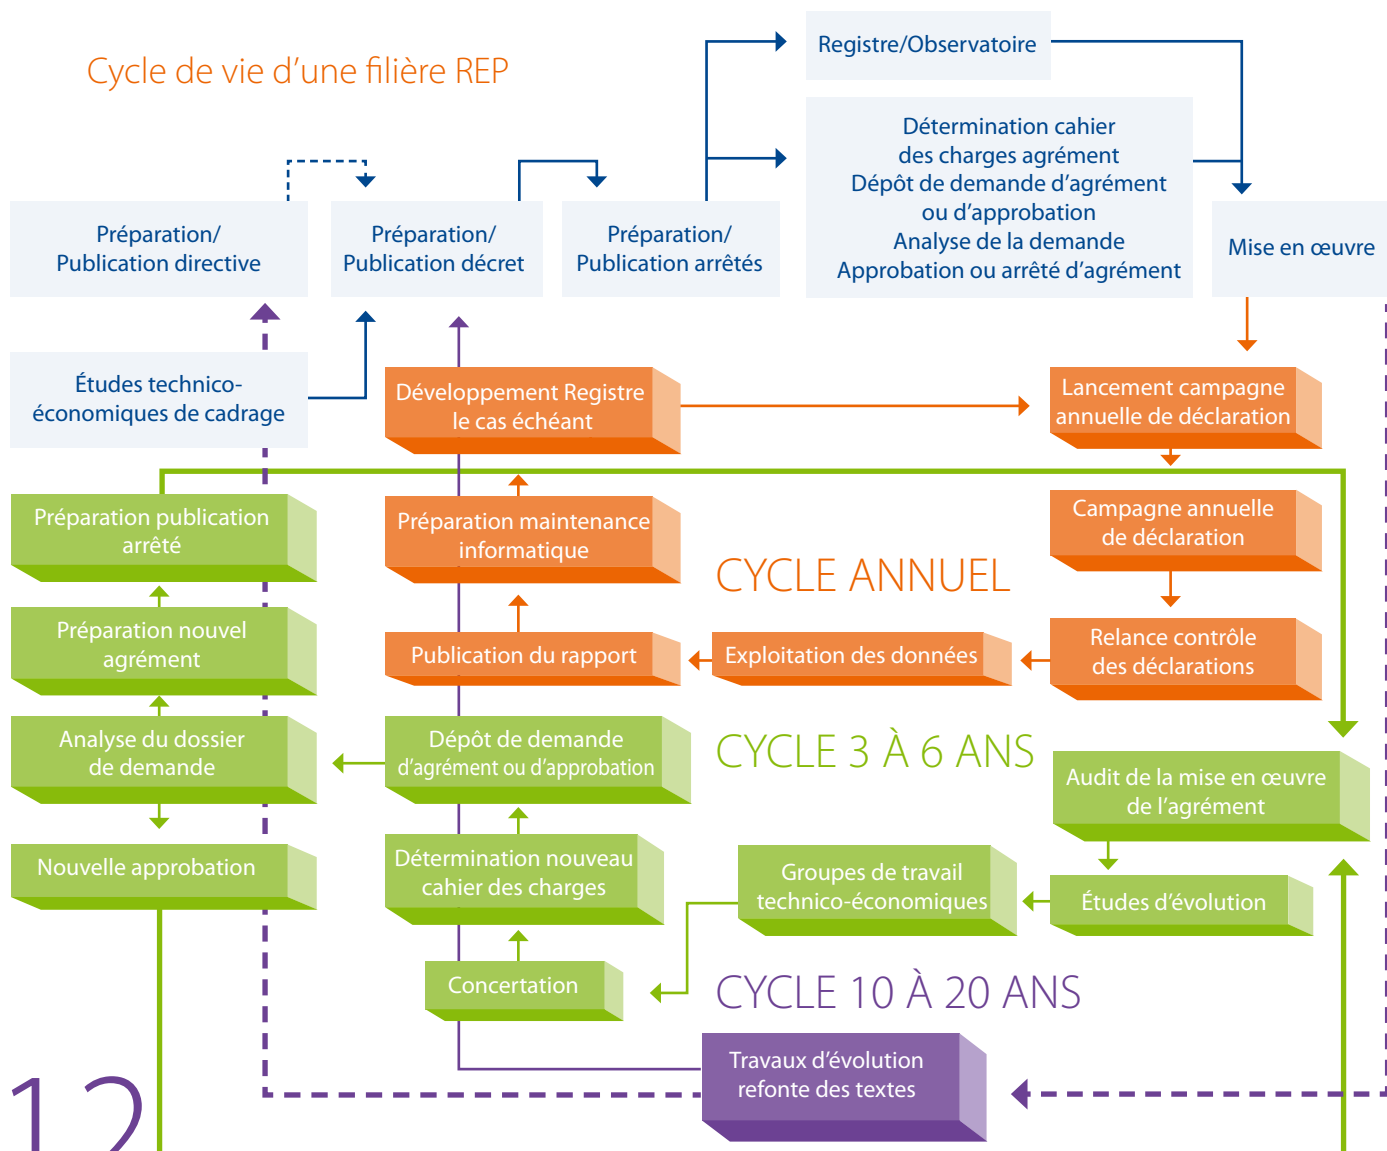 Cycle de vie d’une filière REP
Registre/Observatoire
Détermination cahier
des charges agrément
Dépôt de demande d’agrément
ou d’approbation
Analyse de la demande
Approbation ou arrêté d’agrément
Préparation/
Publication directive
Préparation/
Publication décret
Préparation/
Publication arrêtés
Mise en œuvre
Études technico-
économiques de cadrage
Développement Registre
le cas échéant
Lancement campagne
annuelle de déclaration
Préparation publication
arrêté
Préparation maintenance
informatique
Campagne annuelle
de déclaration
CYCLE ANNUEL
Préparation nouvel
agrément
Publication du rapport
Exploitation des données
Relance contrôle
des déclarations
Analyse du dossier
de demande
Dépôt de demande
d’agrément ou d’approbation
CYCLE 3 À 6 ANS
Audit de la mise en œuvre
de l’agrément
Nouvelle approbation
Détermination nouveau
cahier des charges
Groupes de travail
technico-économiques
Études d’évolution
Concertation
CYCLE 10 À 20 ANS
Travaux d’évolution
refonte des textes
12